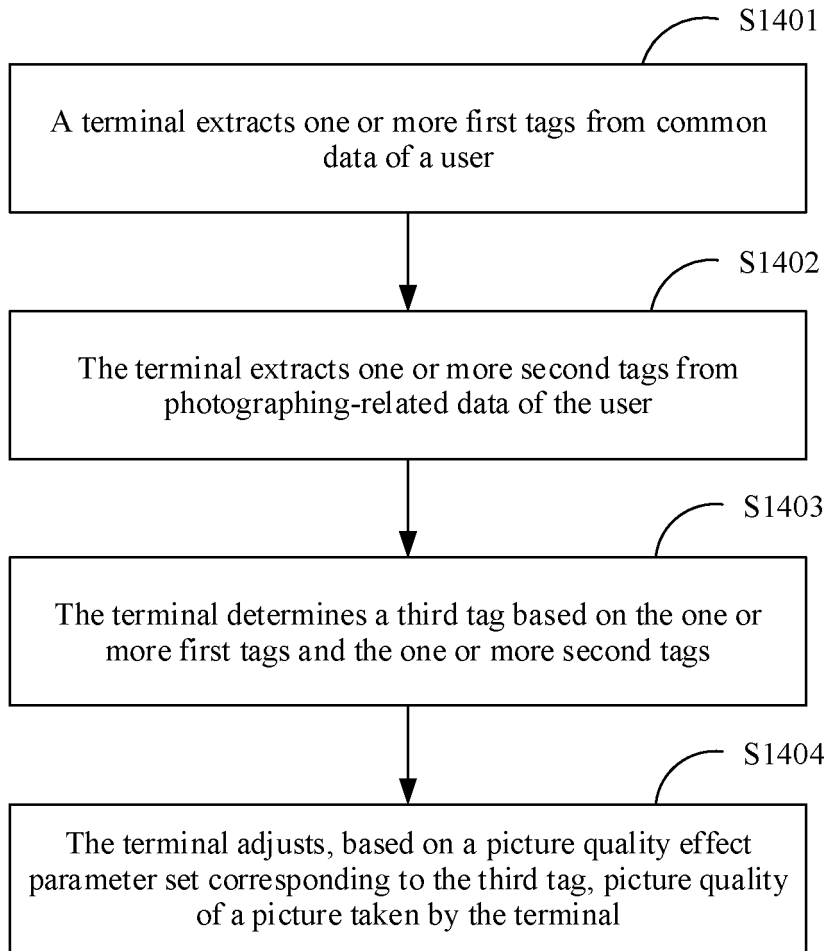 S1401
A terminal extracts one or more first tags from common
data of a user
S1402
The terminal extracts one or more second tags from
photographing-related data of the user
S1403
The terminal determines a third tag based on the one or
more first tags and the one or more second tags
S1404
The terminal adjusts, based on a picture quality effect
parameter set corresponding to the third tag, picture quality
of a picture taken by the terminal